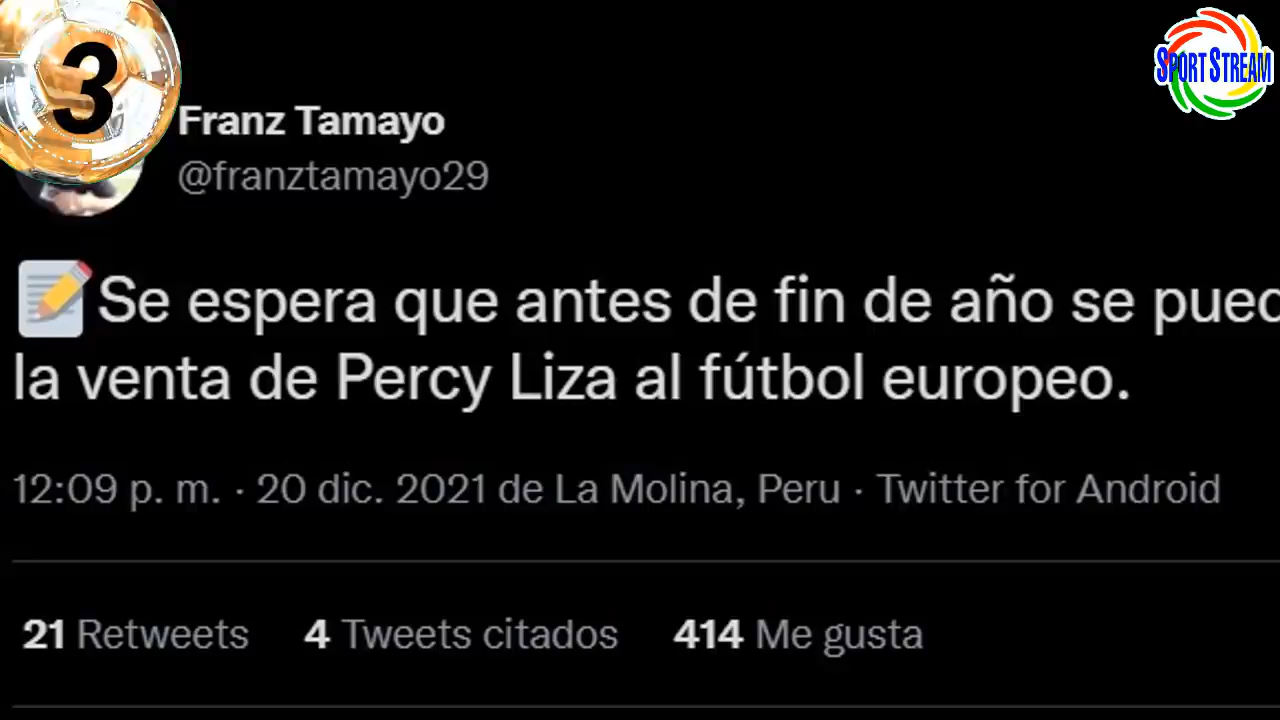 3
SPORT STREAM
Franz Tamayo
@franztamayo29
Se espera que antes de fin de año se
la venta de Percy Liza al fútbol europeo.
12:09 p. m. · 20 dic. 2021 de La Molina, Peru · Twitter for Android
21 Retweets 4 Tweets citados 414 Me gusta